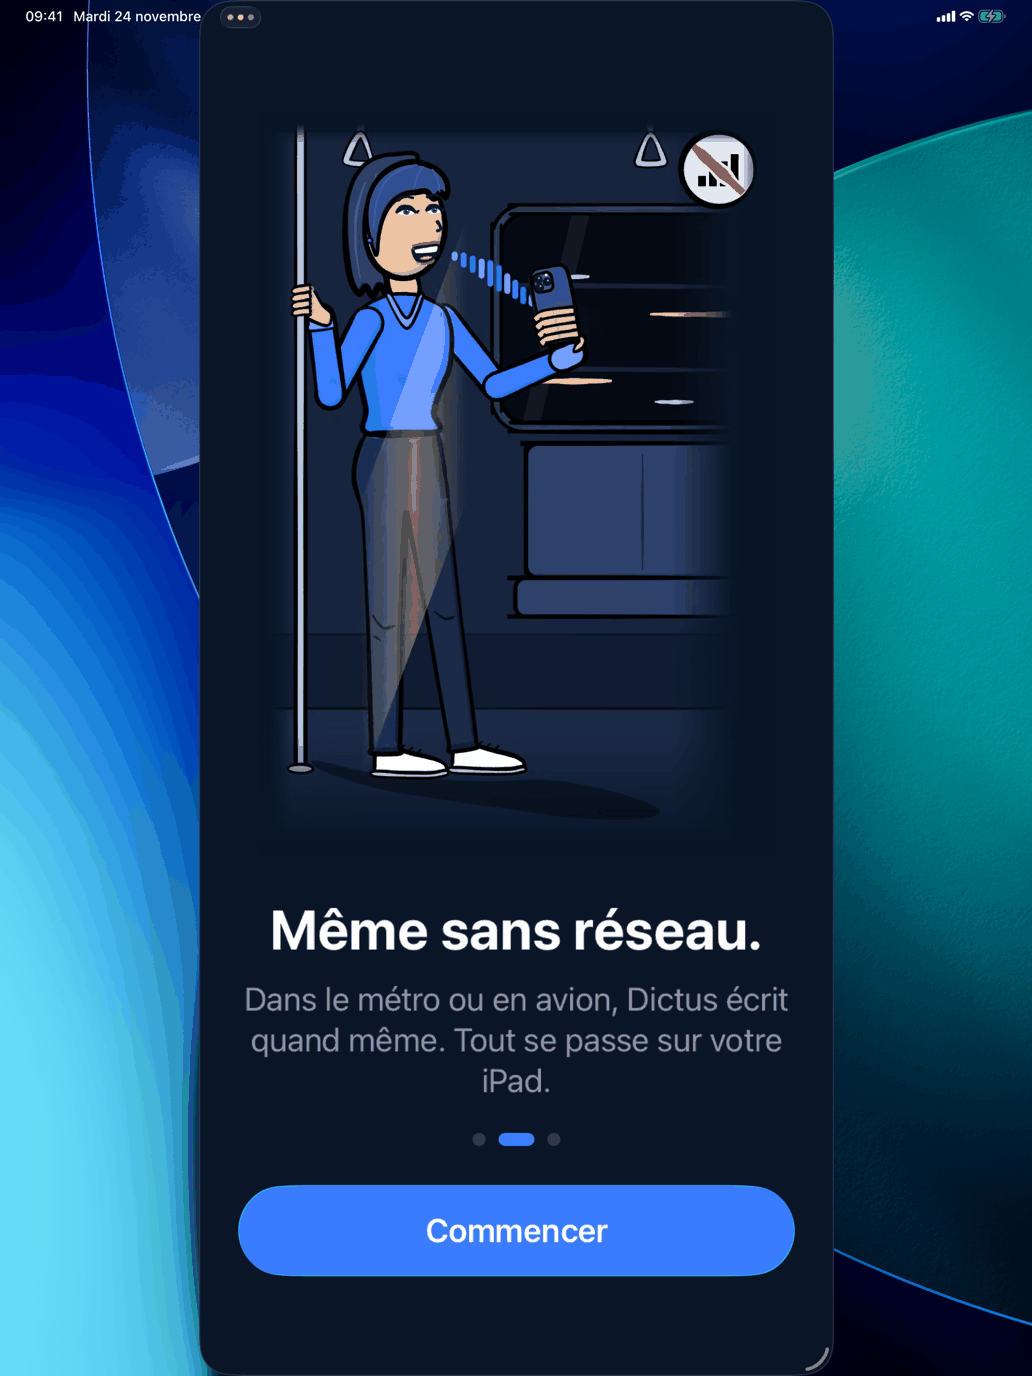 09:41 Mardi 24 novembre
Même sans réseau.
Dans le métro ou en avion, Dictus écrit
quand même. Tout se passe sur votre
iPad.
Commencer